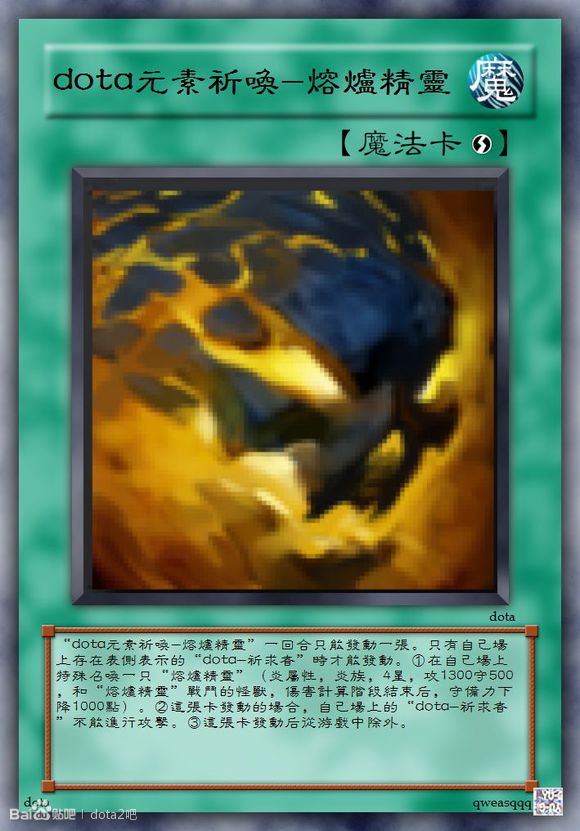 dota元素祈喚-熔爐精靈
魔
【魔法卡 】
dota
“dota元素祈喚-熔爐精靈”一回合只能發動一張。只有自己場
上存在表側表示的“dota-祈求者”時才能發動。①在自己場上
特殊召喚一只“熔爐精靈”（炎屬性，炎族，4星，攻1300守500
，和“熔爐精靈”戰鬥的怪獸，傷害計算階段結束后，守備力下
降1000點）。②這張卡發動的場合，自己場上的“dota-祈求者
”不能進行攻擊。③這張卡發動后從游戲中除外。
dota
qweasqqq
Bai 贴吧 | dota2吧